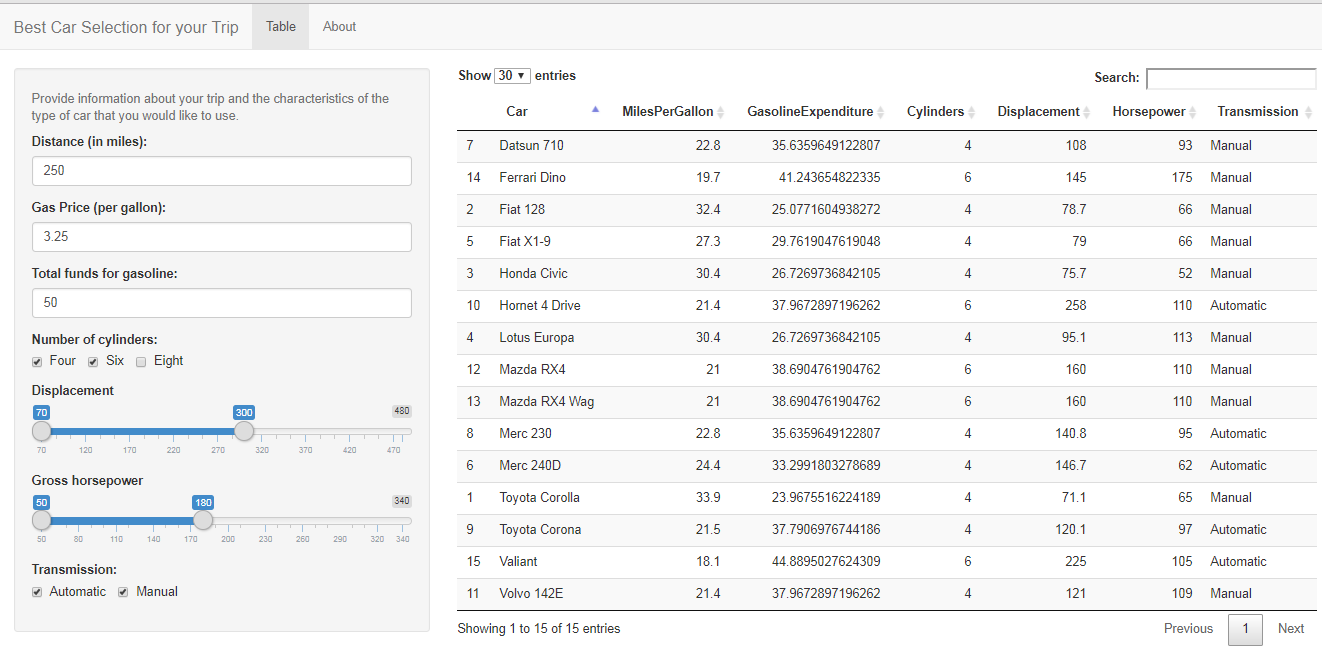 Best Car Selection for your Trip Table About
Provide information about your trip and the characteristics of the
type of car that you would like to use.
Distance (in miles):
250
Gas Price (per gallon):
3.25
Total funds for gasoline:
50
Number of cylinders:
Four Six Eight
Displacement
70 300 480
70 120 170 220 270 320 370 420 470
Gross horsepower
50 180 340
50 80 110 140 170 200 230 260 290 320 340
Transmission:
Automatic Manual
Show 30 entries
Search:
Car MilesPerGallon GasolineExpenditure Cylinders Displacement Horsepower Transmission
7 Datsun 710 22.8 35.6359649122807 4 108 93 Manual
14 Ferrari Dino 19.7 41.243654822335 6 145 175 Manual
2 Fiat 128 32.4 25.0771604938272 4 78.7 66 Manual
5 Fiat X1-9 27.3 29.7619047619048 4 79 66 Manual
3 Honda Civic 30.4 26.7269736842105 4 75.7 52 Manual
10 Hornet 4 Drive 21.4 37.9672897196262 6 258 110 Automatic
4 Lotus Europa 30.4 26.7269736842105 4 95.1 113 Manual
12 Mazda RX4 21 38.6904761904762 6 160 110 Manual
13 Mazda RX4 Wag 21 38.6904761904762 6 160 110 Manual
8 Merc 230 22.8 35.6359649122807 4 140.8 95 Automatic
6 Merc 240D 24.4 33.2991803278689 4 146.7 62 Automatic
1 Toyota Corolla 33.9 23.9675516224189 4 71.1 65 Manual
9 Toyota Corona 21.5 37.7906976744186 4 120.1 97 Automatic
15 Valiant 18.1 44.8895027624309 6 225 105 Automatic
11 Volvo 142E 21.4 37.9672897196262 4 121 109 Manual
Showing 1 to 15 of 15 entries
Previous 1 Next